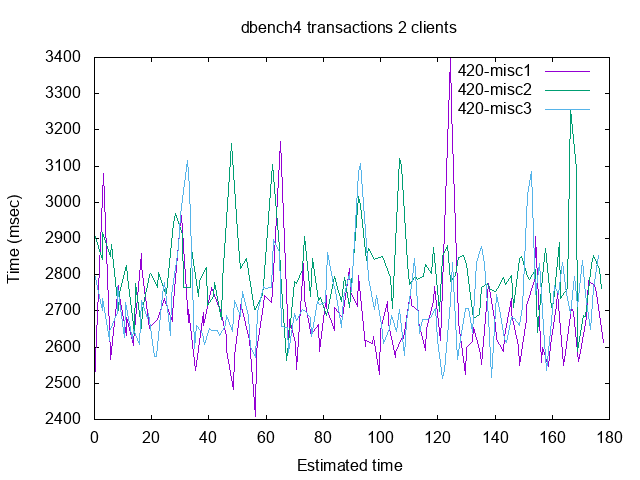 dbench4 transactions 2 clients
3400
3300
3200
3100
3000
2900
2800
2700
2600
2500
2400
Time (msec)
420-misc1
420-misc2
420-misc3
0 20 40 60 80 100 120 140 160 180
Estimated time